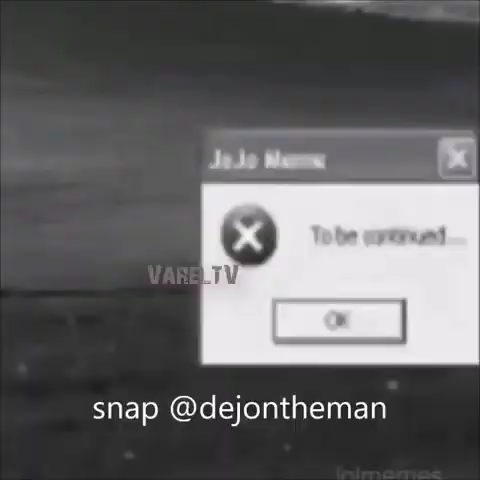 JoJo Meme
To be continued....
VARELTV
OK
snap @dejontheman